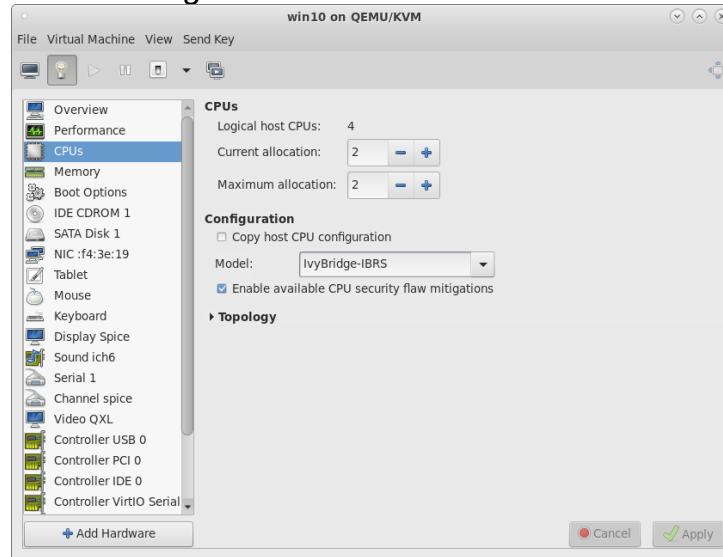 win10 on QEMU/KVM
File Virtual Machine View Send Key
Overview
Performance
CPUs
Memory
Boot Options
IDE CDROM 1
SATA Disk 1
NIC :f4:3e:19
Tablet
Mouse
Keyboard
Display Spice
Sound ich6
Serial 1
Channel spice
Video QXL
Controller USB 0
Controller PCI 0
Controller IDE 0
Controller VirtIO Serial
Add Hardware
CPUs
Logical host CPUs: 4
Current allocation: 2
Maximum allocation: 2
Configuration
Copy host CPU configuration
Model: IvyBridge-IBRS
Enable available CPU security flaw mitigations
Topology
Cancel Apply